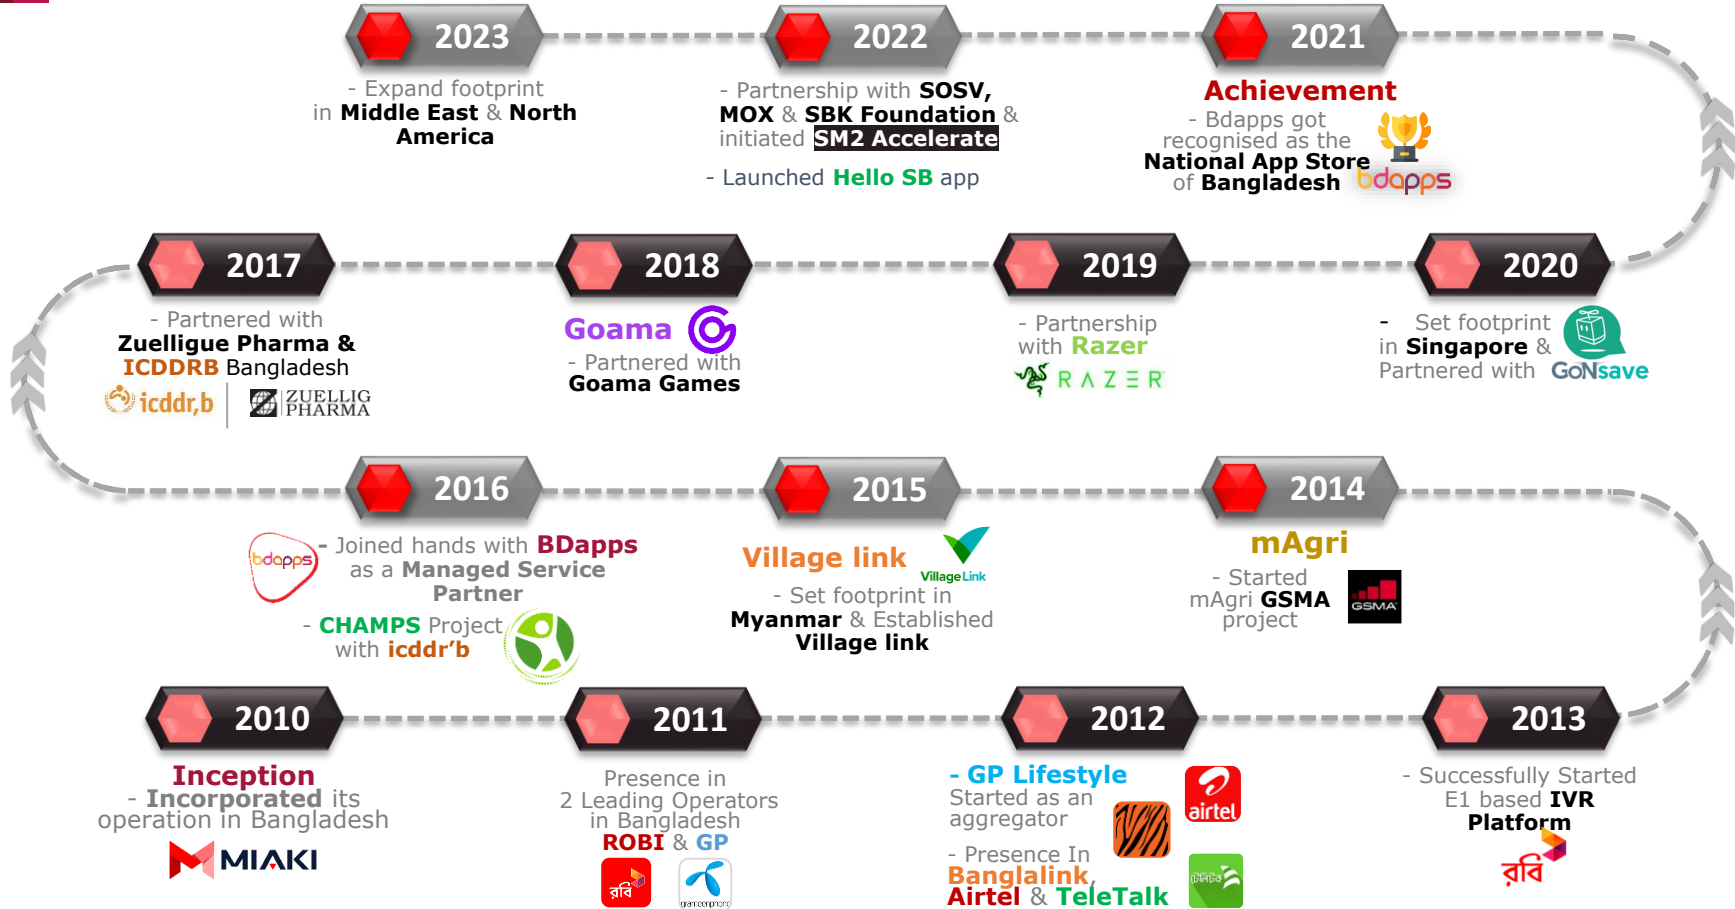 2023
- Expand footprint
in Middle East & North
America
2022
- Partnership with SOSV,
MOX & SBK Foundation &
initiated SM2 Accelerate
- Launched Hello SB app
2021
Achievement
- Bdapps got
recognised as the
National App Store
of Bangladesh
bdapps
2017
- Partnered with
Zuelligue Pharma &
ICDDRB Bangladesh
icddr,b
ZUELLIG
PHARMA
2018
Goama
- Partnered with
Goama Games
2019
- Partnership
with Razer
RAZER
2020
- Set footprint
in Singapore &
Partnered with
GoNsave
2016
bdapps
- Joined hands with BDapps
as a Managed Service
Partner
- CHAMPS Project
with icddr’b
2015
Village link
Village Link
- Set footprint in
Myanmar & Established
Village link
2014
mAgri
- Started
mAgri GSMA
project
GSMA
2010
Inception
- Incorporated its
operation in Bangladesh
MIAKI
2011
Presence in
2 Leading Operators
in Bangladesh
ROBI & GP
রবি
grameenphone
2012
- GP Lifestyle
Started as an
aggregator
airtel
- Presence In
Banglalink,
Airtel & TeleTalk
টেলিটক
2013
- Successfully Started
E1 based IVR
Platform
রবি